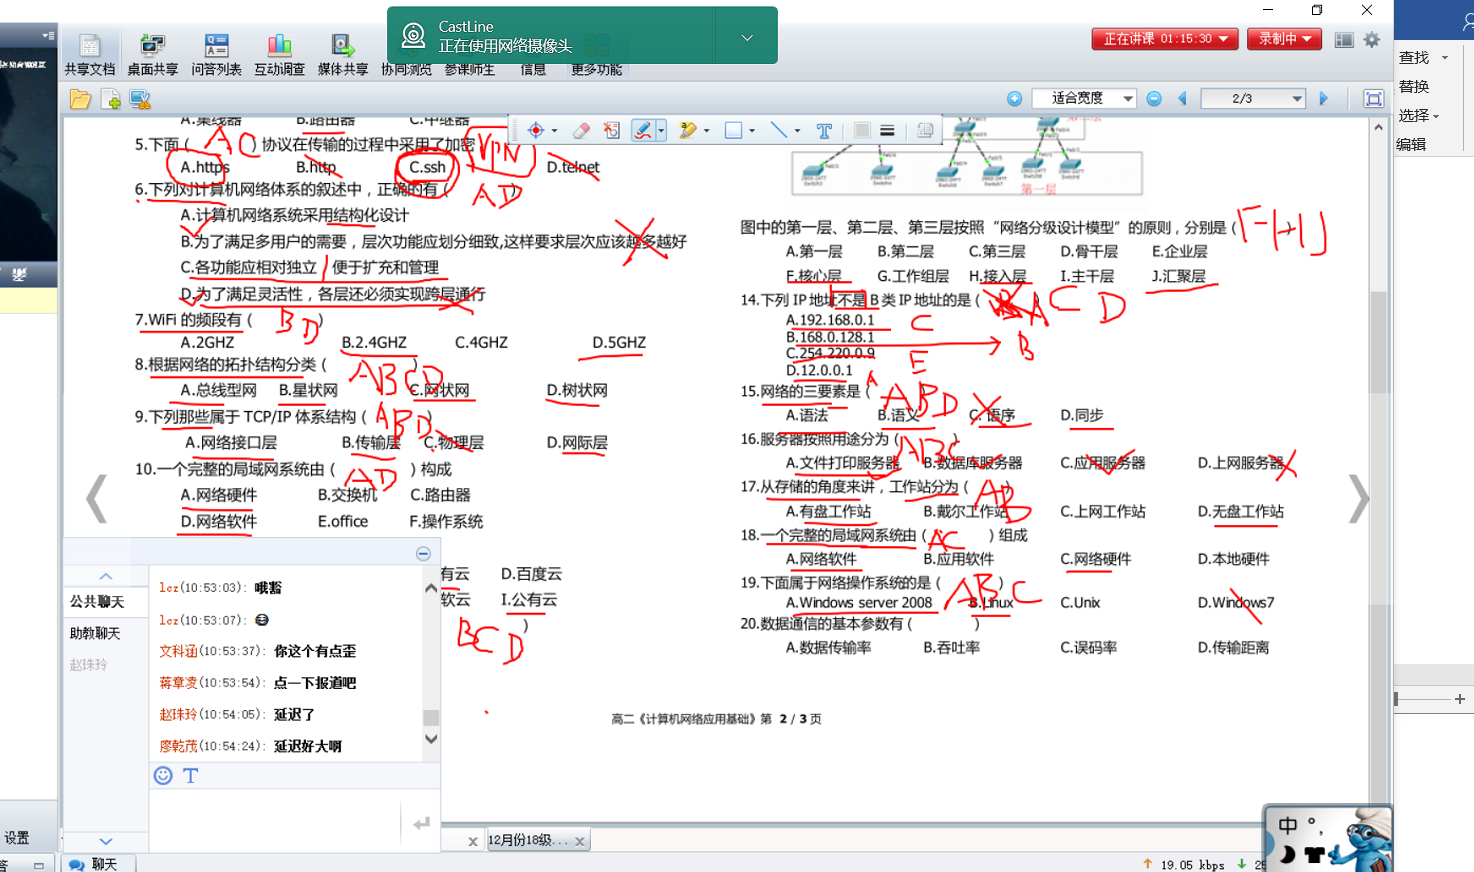 CastLine
正在使用网络摄像头
正在讲课 01:15:30
录制中
共享文档
桌面共享
问答列表
互动调查
媒体共享
协同浏览
参课师生
信息
更多功能
查找
替换
选择
编辑
适合宽度
2/3
A.集线器 B.路由器 C.中继器
5.下面（ ）协议在传输的过程中采用了加密
AC
VPN
A.https B.http C.ssh D.telnet
6.下列对计算机网络体系的叙述中，正确的有（ ）
AD
A.计算机网络系统采用结构化设计
B.为了满足多用户的需要，层次功能应划分细致,这样要求层次应该越多越好
C.各功能应相对独立，便于扩充和管理
D.为了满足灵活性，各层还必须实现跨层通行
7.WiFi 的频段有（ ）
BD
A.2GHZ B.2.4GHZ C.4GHZ D.5GHZ
8.根据网络的拓扑结构分类（ ）
ABCD
A.总线型网 B.星状网 C.网状网 D.树状网
9.下列那些属于 TCP/IP 体系结构（ ）
ABD
A.网络接口层 B.传输层 C.物理层 D.网际层
10.一个完整的局域网系统由（ ）构成
AD
A.网络硬件 B.交换机 C.路由器
D.网络软件 E.office F.操作系统
有云 D.百度云
软云 I.公有云
）
BCD
第一层
图中的第一层、第二层、第三层按照“网络分级设计模型”的原则，分别是（
FHJ
A.第一层 B.第二层 C.第三层 D.骨干层 E.企业层
F.核心层 G.工作组层 H.接入层 I.主干层 J.汇聚层
14.下列 IP 地址不是 B 类 IP 地址的是（ ）
ACD
A.192.168.0.1
C
B.168.0.128.1
B
C.254.220.0.9
E
D.12.0.0.1
A
15.网络的三要素是（
ABD
A.语法 B.语义 C.语序 D.同步
16.服务器按照用途分为（ ）
ABC
A.文件打印服务器 B.数据库服务器 C.应用服务器 D.上网服务器
17.从存储的角度来讲，工作站分为（ ）
A.有盘工作站 B.戴尔工作站 C.上网工作站 D.无盘工作站
18.一个完整的局域网系统由（ ）组成
AC
A.网络软件 B.应用软件 C.网络硬件 D.本地硬件
19.下面属于网络操作系统的是（ ）
ABC
A.Windows server 2008 B.Linux C.Unix D.Windows7
20.数据通信的基本参数有（ ）
A.数据传输率 B.吞吐率 C.误码率 D.传输距离
高二《计算机网络应用基础》第 2 / 3 页
公共聊天
助教聊天
赵珠玲
lcz(10:53:03): 哦豁
lcz(10:53:07):
文科涵(10:53:37): 你这个有点歪
蒋章凌(10:53:54): 点一下报道吧
赵珠玲(10:54:05): 延迟了
廖乾茂(10:54:24): 延迟好大啊
设置
聊天
12月份18级...
19.05 kbps
中